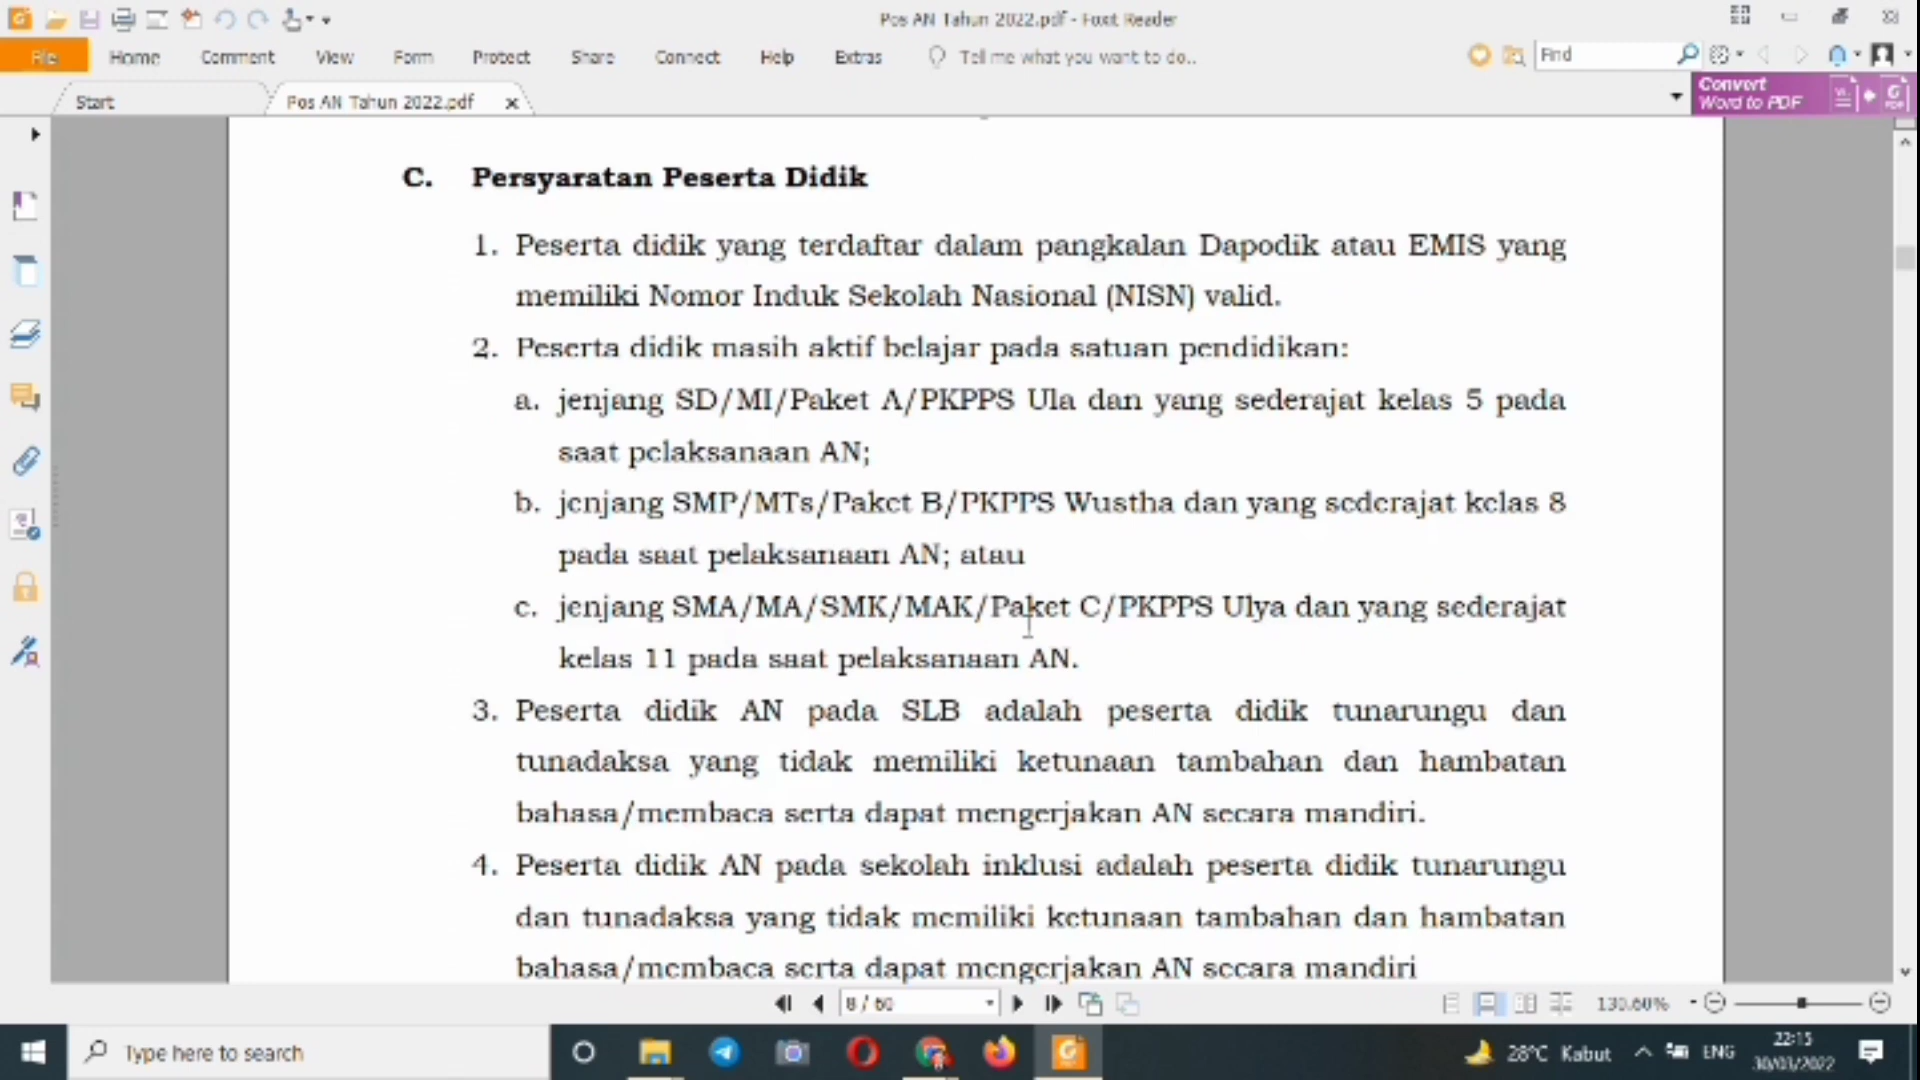 Pos AN Tahun 2022.pdf - Foxit Reader
File Home Comment View Form Protect Share Connect Help Extras Tell me what you want to do.. Find
Start Pos AN Tahun 2022.pdf
Convert
Word to PDF
C. Persyaratan Peserta Didik
1. Peserta didik yang terdaftar dalam pangkalan Dapodik atau EMIS yang
memiliki Nomor Induk Sekolah Nasional (NISN) valid.
2. Peserta didik masih aktif belajar pada satuan pendidikan:
a. jenjang SD/MI/Paket A/PKPPS Ula dan yang sederajat kelas 5 pada
saat pelaksanaan AN;
b. jenjang SMP/MTs/Paket B/PKPPS Wustha dan yang sederajat kelas 8
pada saat pelaksanaan AN; atau
c. jenjang SMA/MA/SMK/MAK/Paket C/PKPPS Ulya dan yang sederajat
kelas 11 pada saat pelaksanaan AN.
3. Peserta didik AN pada SLB adalah peserta didik tunarungu dan
tunadaksa yang tidak memiliki ketunaan tambahan dan hambatan
bahasa/membaca serta dapat mengerjakan AN secara mandiri.
4. Peserta didik AN pada sekolah inklusi adalah peserta didik tunarungu
dan tunadaksa yang tidak memiliki ketunaan tambahan dan hambatan
bahasa/membaca serta dapat mengerjakan AN secara mandiri
8 / 60 130.60%
Type here to search 28°C Kabut ENG 22:15
30/03/2022